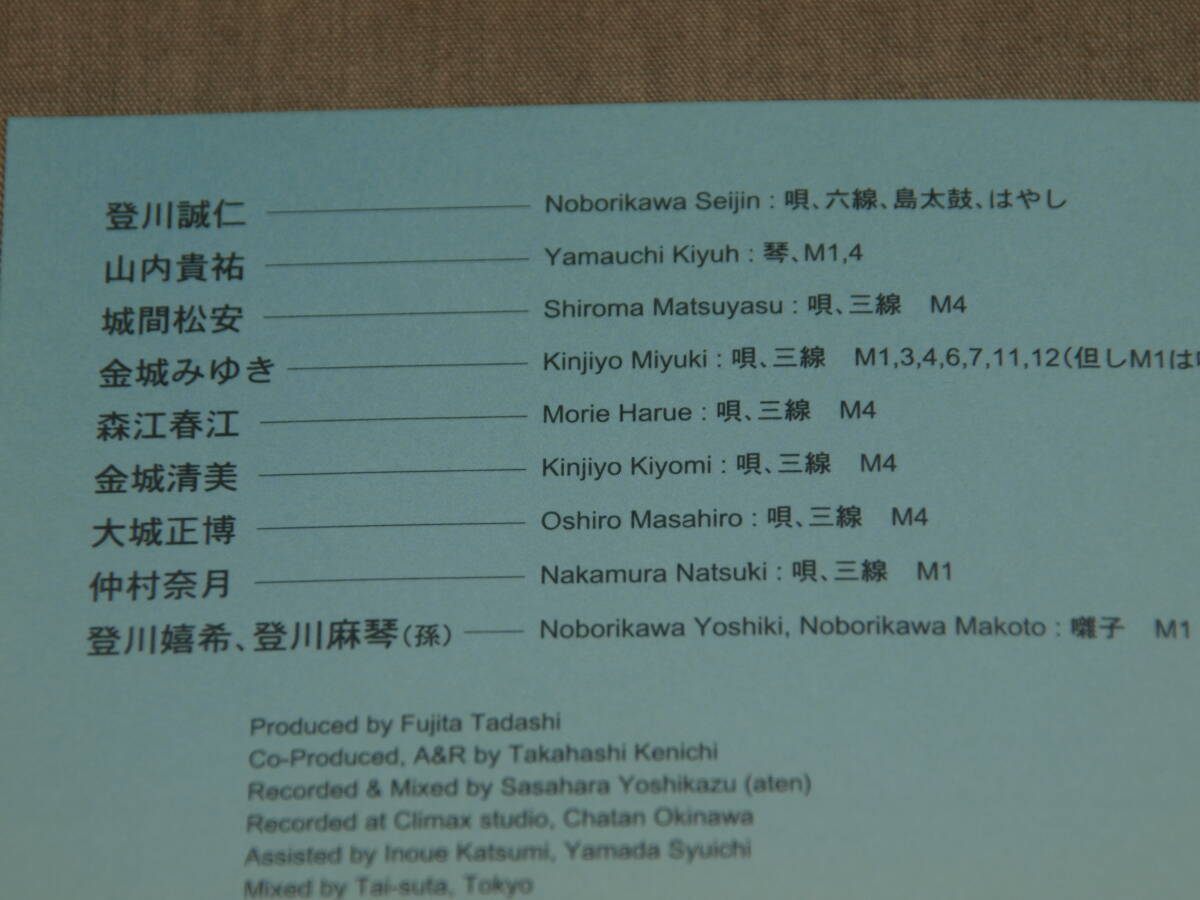 登川誠仁 Noborikawa Seijin : 唄、六線、島太鼓、はやし
山内貴祐 Yamauchi Kiyuh : 琴、M1,4
城間松安 Shiroma Matsuyasu : 唄、三線 M4
金城みゆき Kinjiyo Miyuki : 唄、三線 M1,3,4,6,7,11,12(但しM1は
森江春江 Morie Harue : 唄、三線 M4
金城清美 Kinjiyo Kiyomi : 唄、三線 M4
大城正博 Oshiro Masahiro : 唄、三線 M4
仲村奈月 Nakamura Natsuki : 唄、三線 M1
登川嬉希、登川麻琴(孫) Noborikawa Yoshiki, Noborikawa Makoto : 囃子 M1
Produced by Fujita Tadashi
Co-Produced, A&R by Takahashi Kenichi
Recorded & Mixed by Sasahara Yoshikazu (aten)
Recorded at Climax studio, Chatan Okinawa
Assisted by Inoue Katsumi, Yamada Syuichi
Mixed by Tai-suta, Tokyo